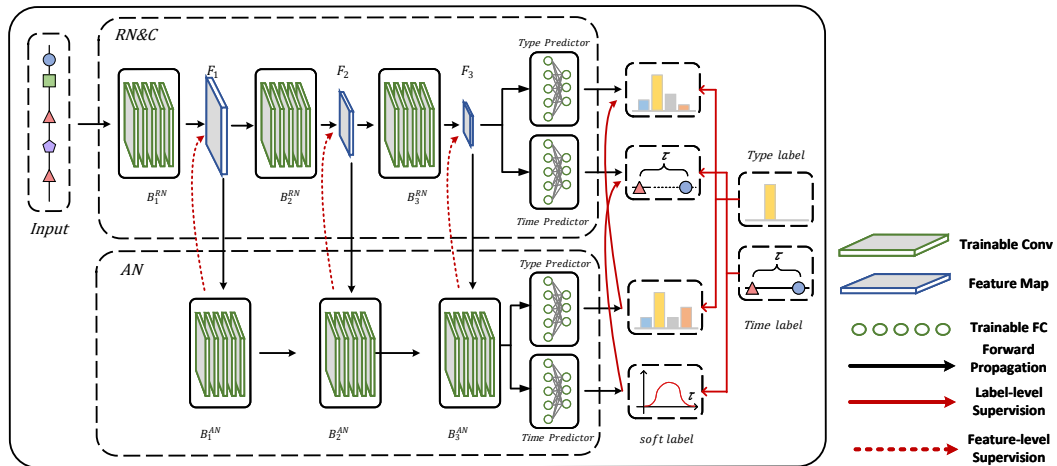 RN&C
Type Predictor
F₁
F₂
F₃
B₁ᴿᴺ
B₂ᴿᴺ
B₃ᴿᴺ
Time Predictor
Input
τ
Type label
τ
Time label
AN
Type Predictor
B₁ᴬᴺ
B₂ᴬᴺ
B₃ᴬᴺ
Time Predictor
τ
soft label
Trainable Conv
Feature Map
Trainable FC
Forward
Propagation
Label-level
Supervision
Feature-level
Supervision